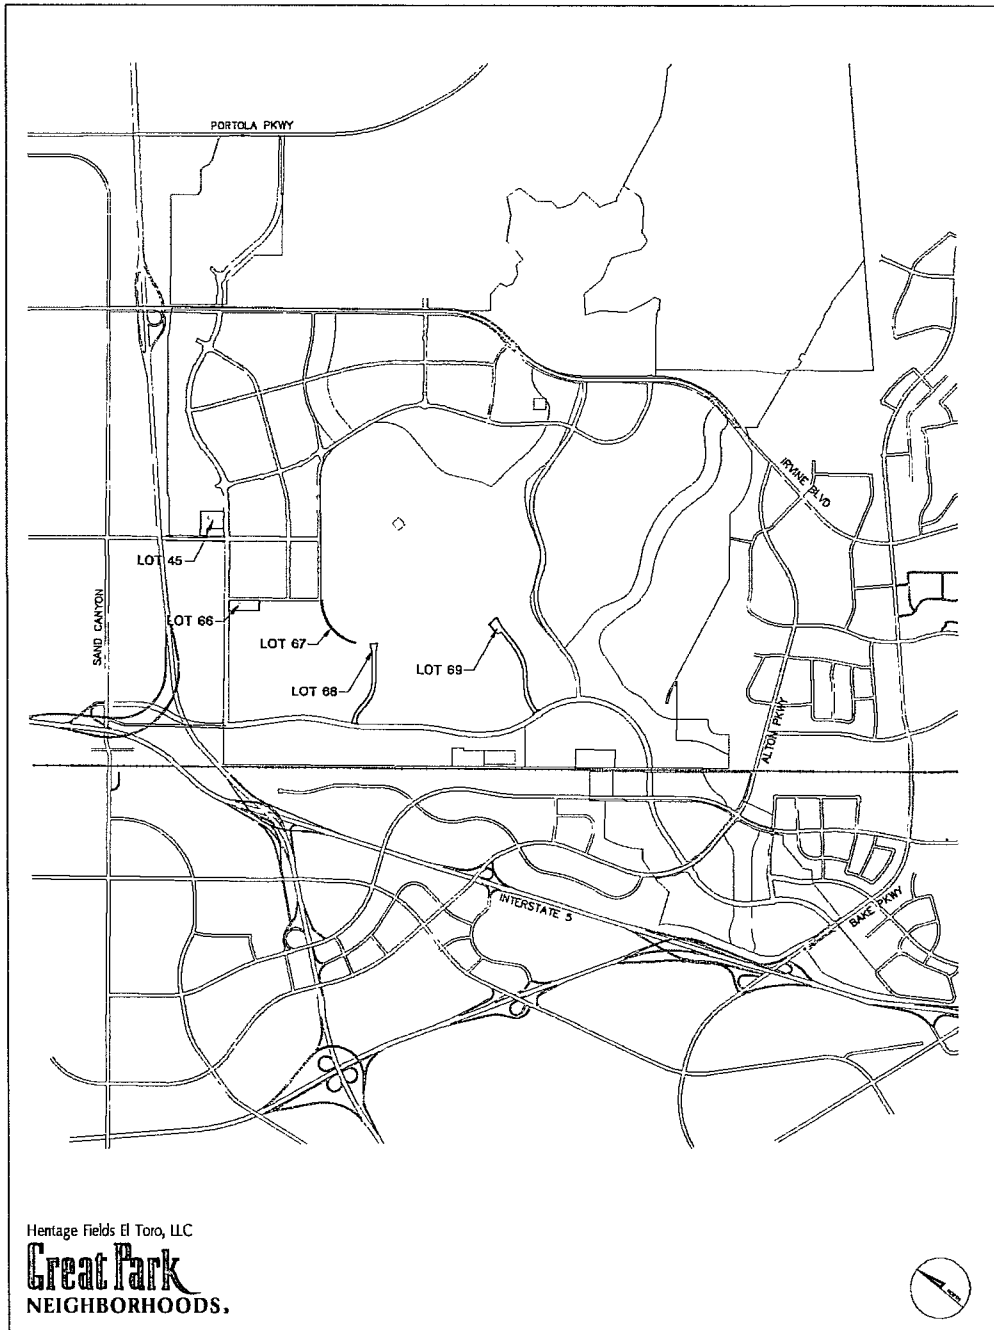 PORTOLA PKWY
IRVINE BLVD
LOT 45
SAND CANYON
LOT 66
LOT 67
LOT 68
LOT 69
ALTON PKWY
INTERSTATE 5
BAKE PKWY
Heritage Fields El Toro, LLC
Great Park
NEIGHBORHOODS.
NORTH